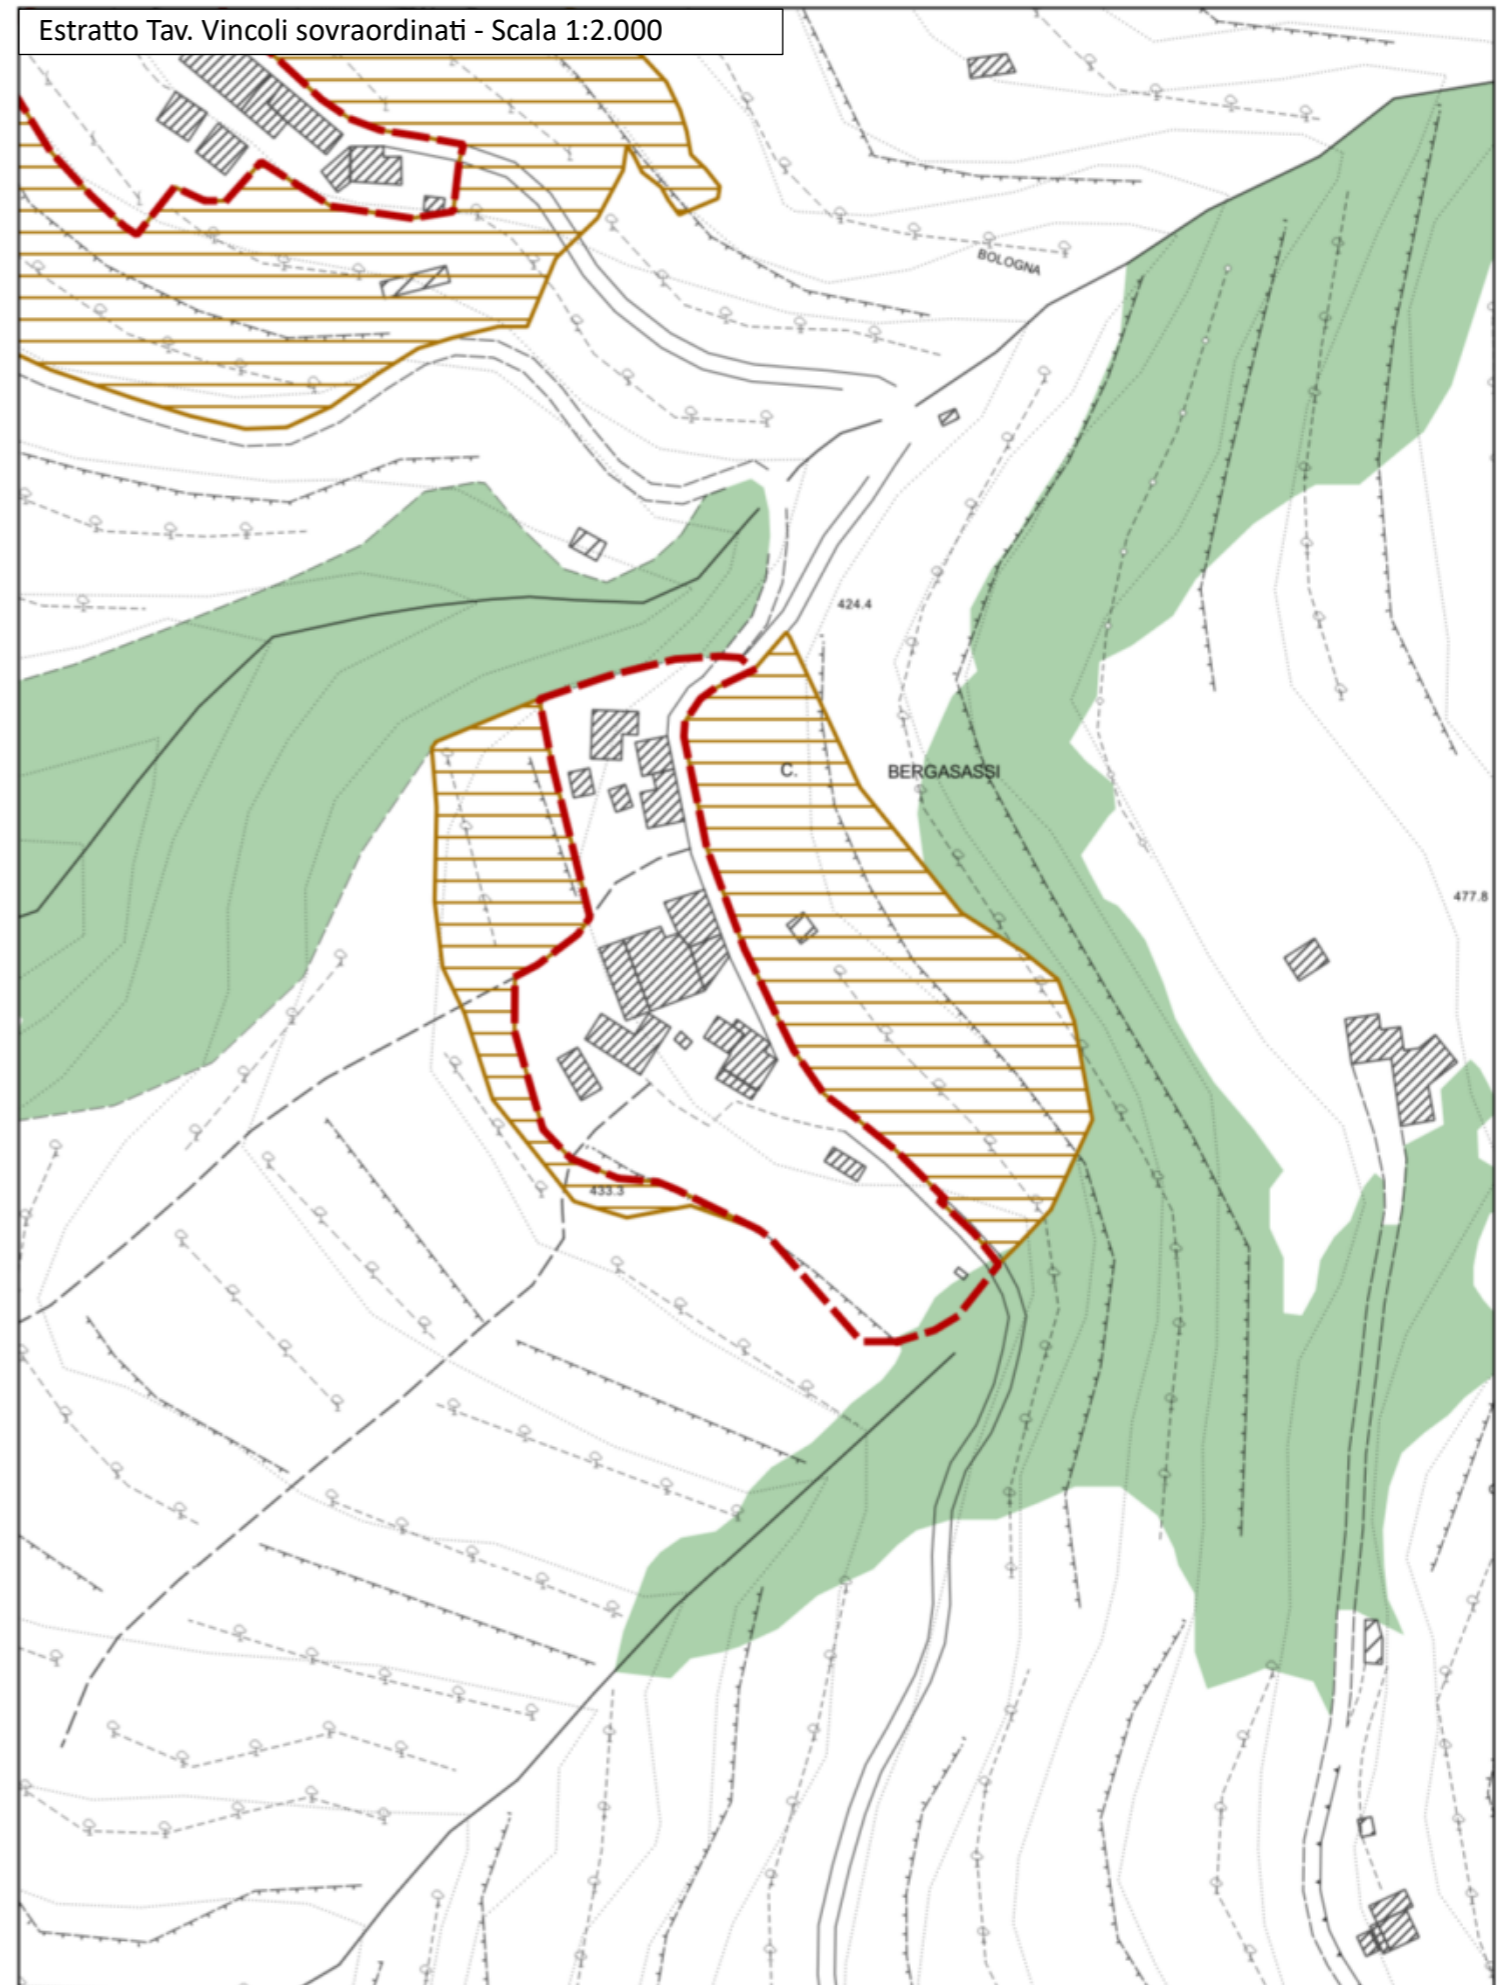 Estratto Tav. Vincoli sovraordinati - Scala 1:2.000
BOLOGNA
424.4
C. BERGASASSI
477.8
433.3